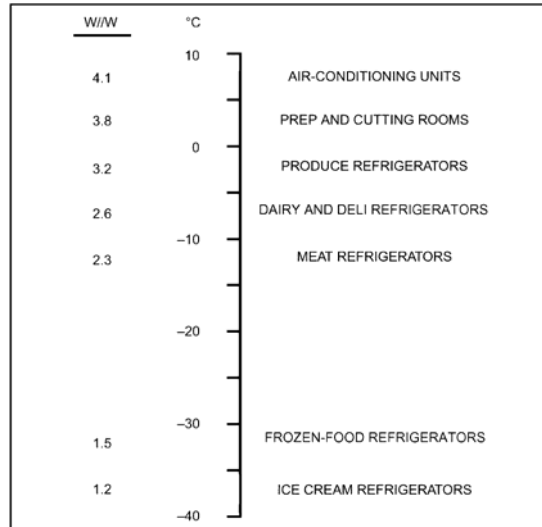 W//W °C
10
4.1 AIR-CONDITIONING UNITS
3.8 PREP AND CUTTING ROOMS
0
3.2 PRODUCE REFRIGERATORS
2.6 DAIRY AND DELI REFRIGERATORS
–10
2.3 MEAT REFRIGERATORS
–20
–30
1.5 FROZEN-FOOD REFRIGERATORS
1.2 ICE CREAM REFRIGERATORS
–40